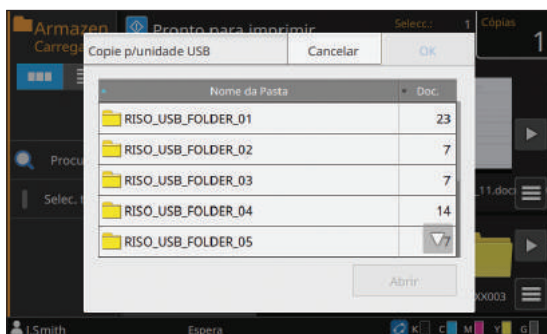 Armazen
Pronto para imprimir
Selecc.:
1
Cópias
1
Carrega
Copie p/unidade USB
Cancelar
OK
Nome da Pasta
Doc.
RISO_USB_FOLDER_01
23
RISO_USB_FOLDER_02
7
Procu
RISO_USB_FOLDER_03
7
Selec. t
_11.doc
RISO_USB_FOLDER_04
14
RISO_USB_FOLDER_05
7
Abrir
XX003
J.Smith
Espera
K
C
M
Y
G